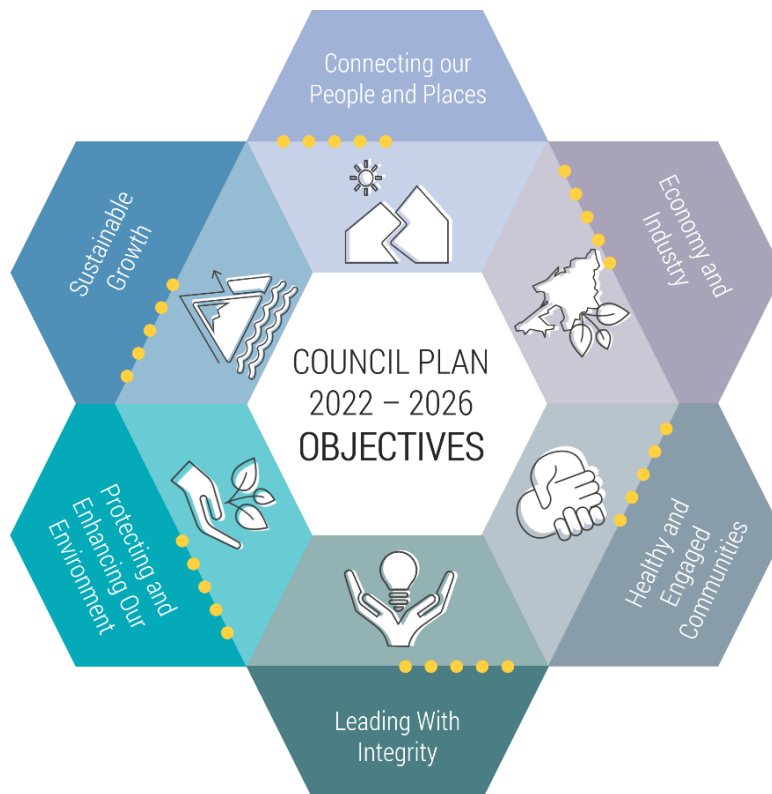 Connecting our
People and Places
Economy and
Industry
Healthy and
Engaged
Communities
Leading With
Integrity
Protecting and
Enhancing Our
Environment
Sustainable
Growth
COUNCIL PLAN
2022 – 2026
OBJECTIVES